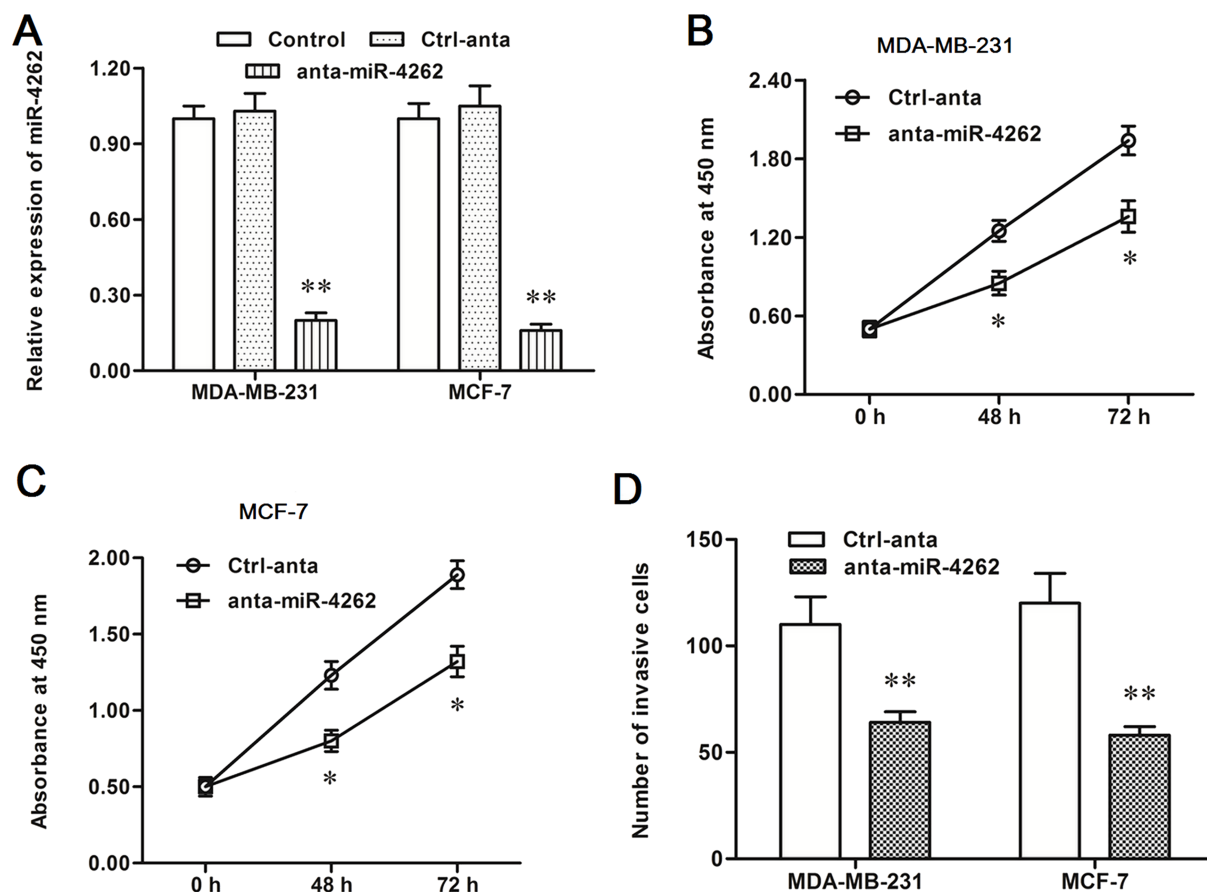 A
Control
Ctrl-anta
anta-miR-4262
Relative expression of miR-4262
1.20
0.90
0.60
0.30
0.00
**
**
MDA-MB-231
MCF-7
B
MDA-MB-231
Ctrl-anta
anta-miR-4262
Absorbance at 450 nm
2.40
1.80
1.20
0.60
0.00
*
*
0 h
48 h
72 h
C
MCF-7
Ctrl-anta
anta-miR-4262
Absorbance at 450 nm
2.00
1.50
1.00
0.50
0.00
*
*
0 h
48 h
72 h
D
Ctrl-anta
anta-miR-4262
Number of invasive cells
150
100
50
0
**
**
MDA-MB-231
MCF-7